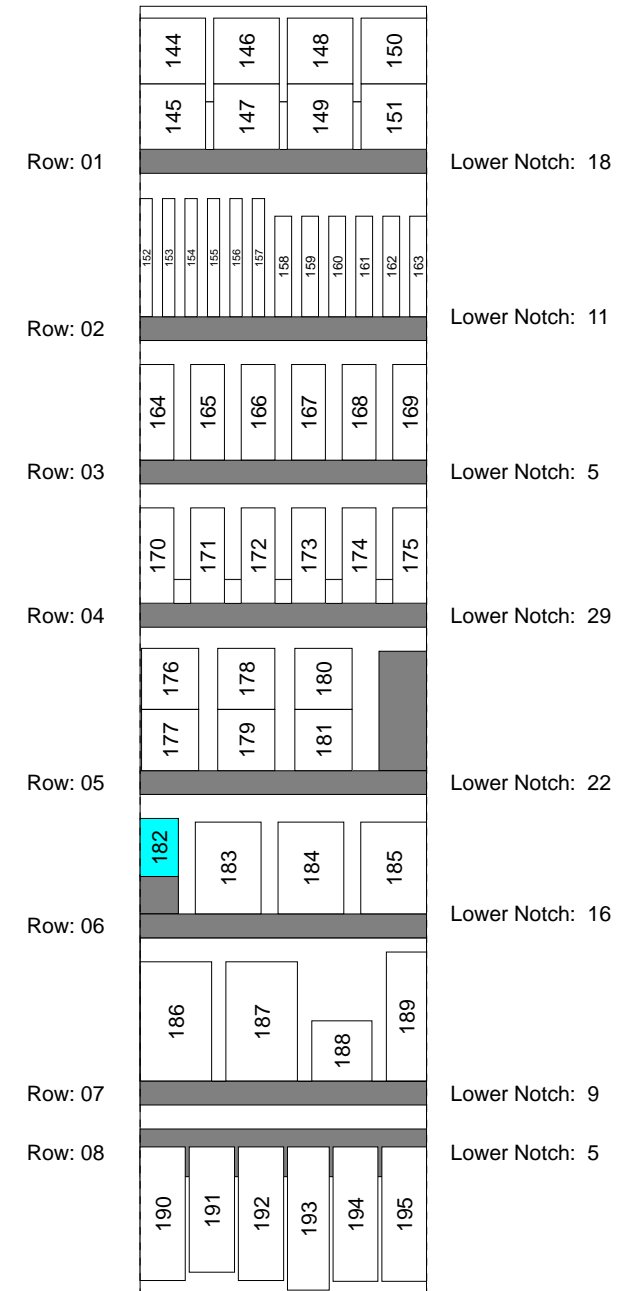 144 146 148 150
145 147 149 151
Row: 01 Lower Notch: 18
152 153 154 155 156 157 158 159 160 161 162 163
Row: 02 Lower Notch: 11
164 165 166 167 168 169
Row: 03 Lower Notch: 5
170 171 172 173 174 175
Row: 04 Lower Notch: 29
176 178 180
177 179 181
Row: 05 Lower Notch: 22
182 183 184 185
Row: 06 Lower Notch: 16
186 187 188 189
Row: 07 Lower Notch: 9
Row: 08 Lower Notch: 5
190 191 192 193 194 195